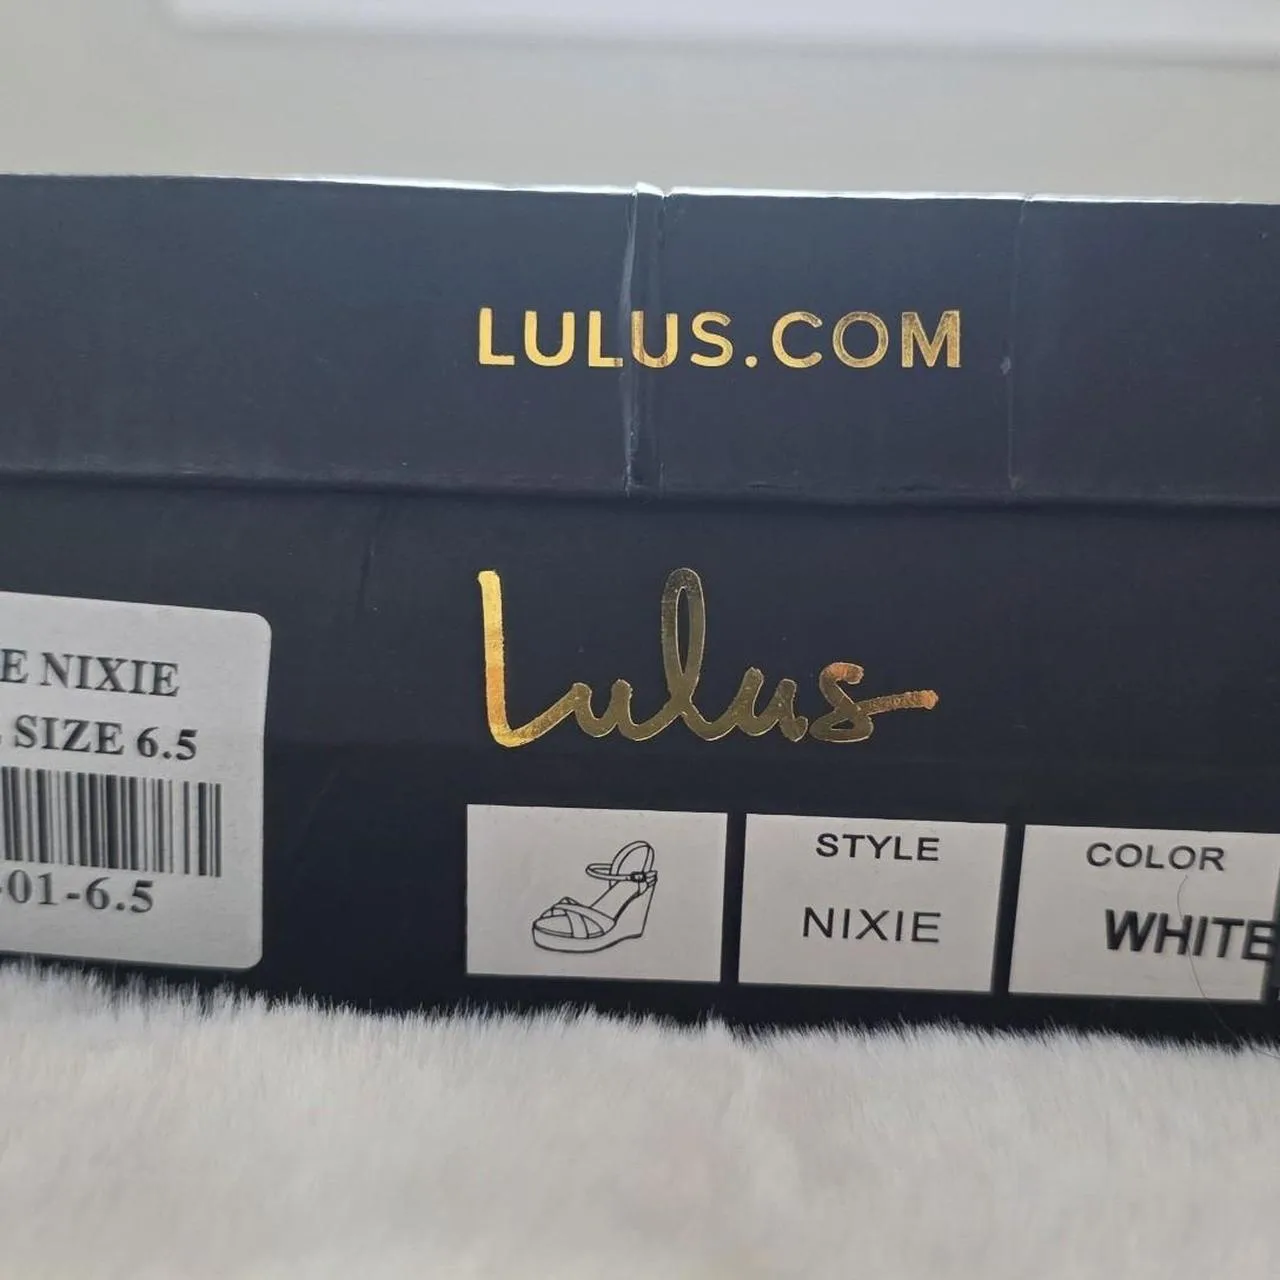 LULUS.COM
Lulus
E NIXIE
SIZE 6.5
-01-6.5
STYLE
NIXIE
COLOR
WHITE